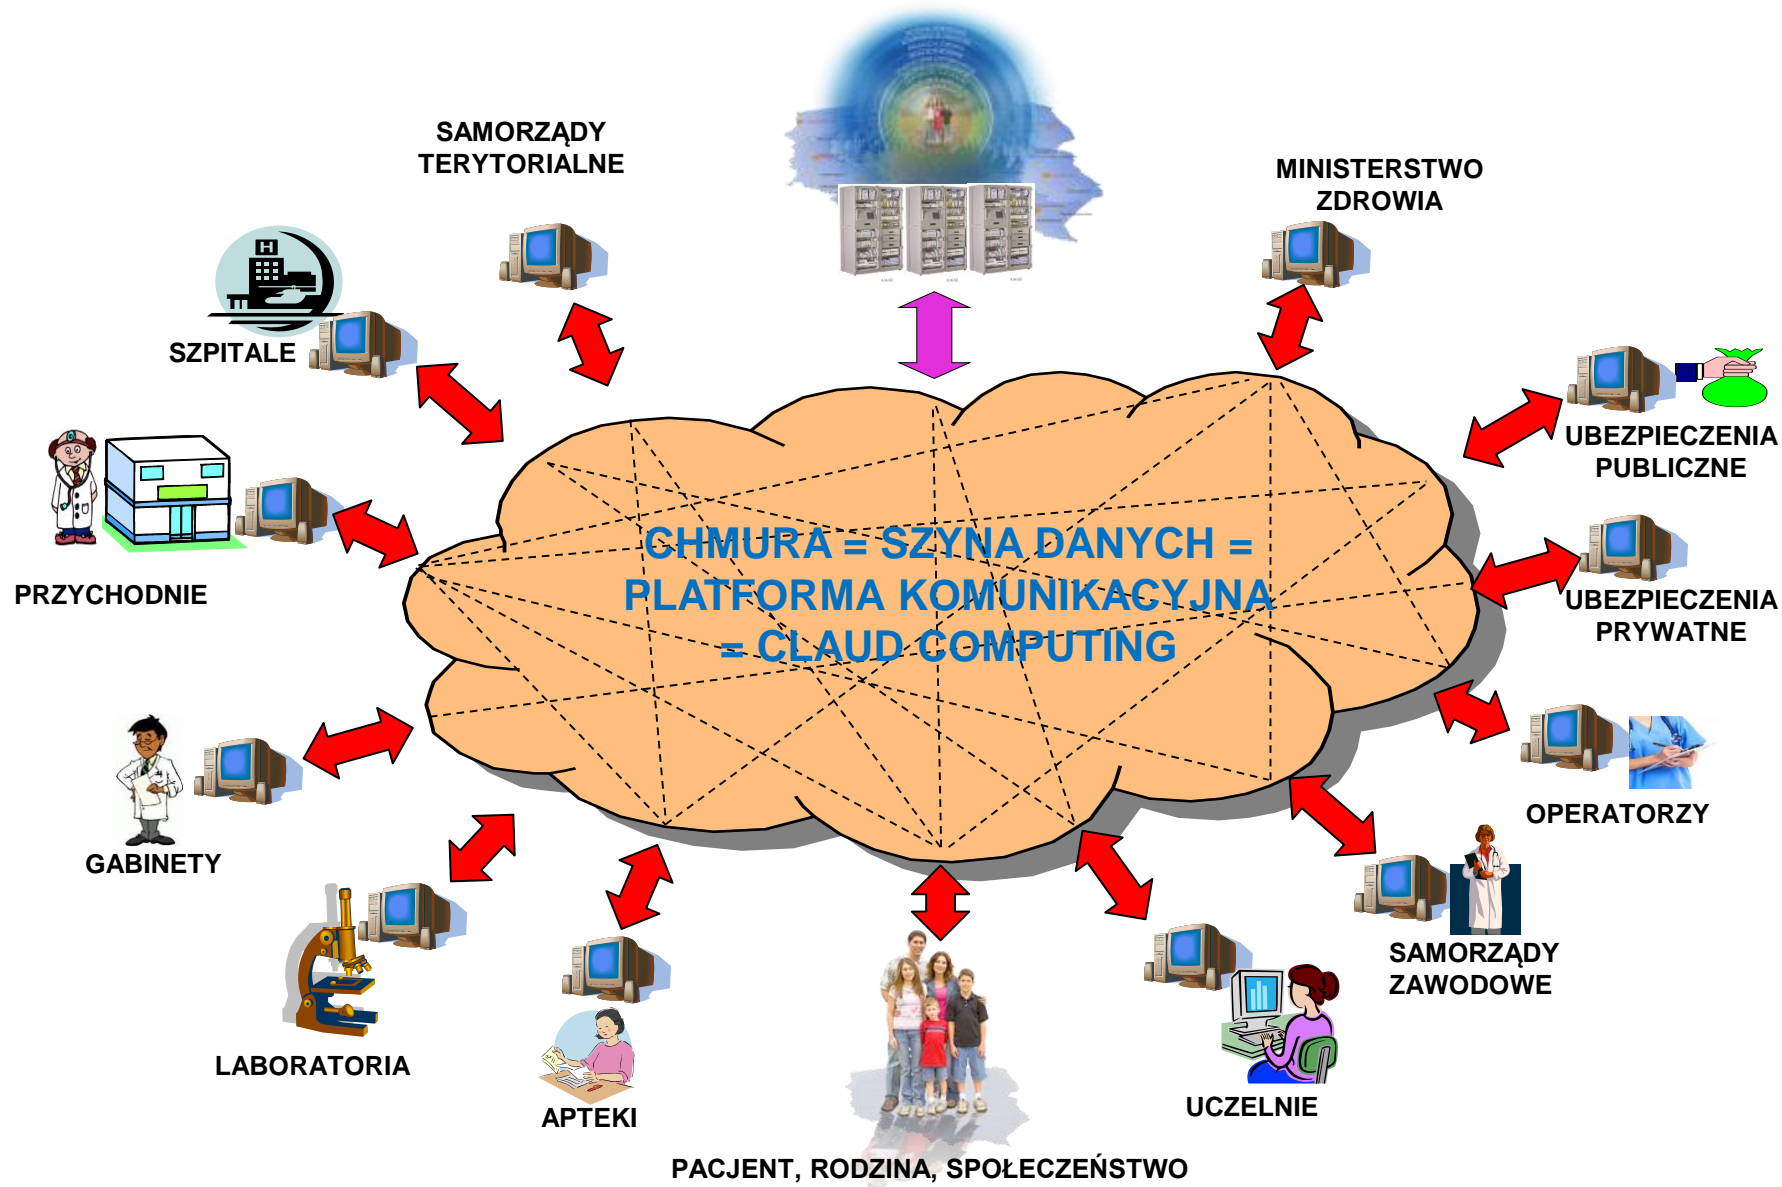 SAMORZĄDY
TERYTORIALNE
MINISTERSTWO
ZDROWIA
H
SZPITALE
UBEZPIECZENIA
PUBLICZNE
CHMURA = SZYNA DANYCH =
PLATFORMA KOMUNIKACYJNA
= CLAUD COMPUTING
PRZYCHODNIE
UBEZPIECZENIA
PRYWATNE
OPERATORZY
GABINETY
SAMORZĄDY
ZAWODOWE
LABORATORIA
APTEKI
UCZELNIE
PACJENT, RODZINA, SPOŁECZEŃSTWO